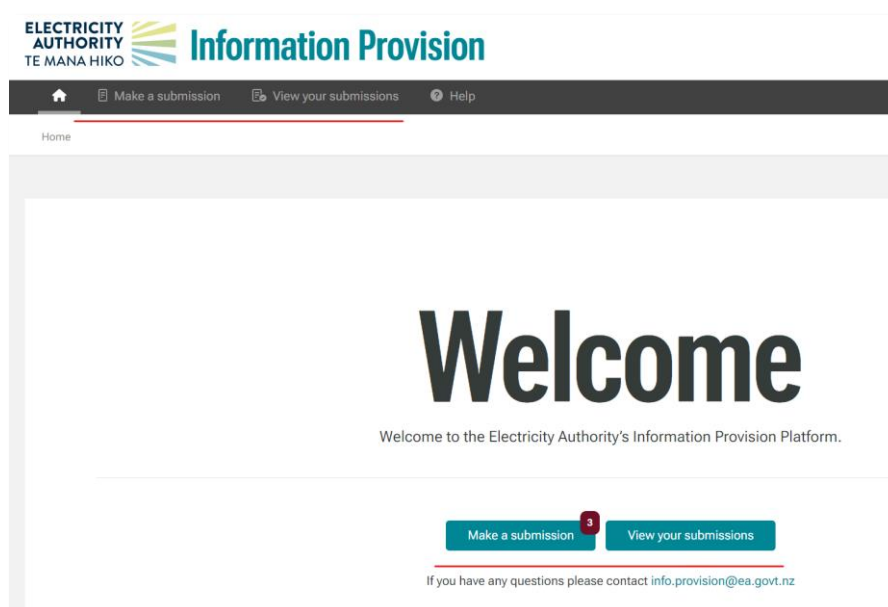 ELECTRICITY
AUTHORITY
TE MANA HIKO
Information Provision
Make a submission View your submissions Help
Home
Welcome
Welcome to the Electricity Authority's Information Provision Platform.
3
Make a submission View your submissions
If you have any questions please contact info.provision@ea.govt.nz